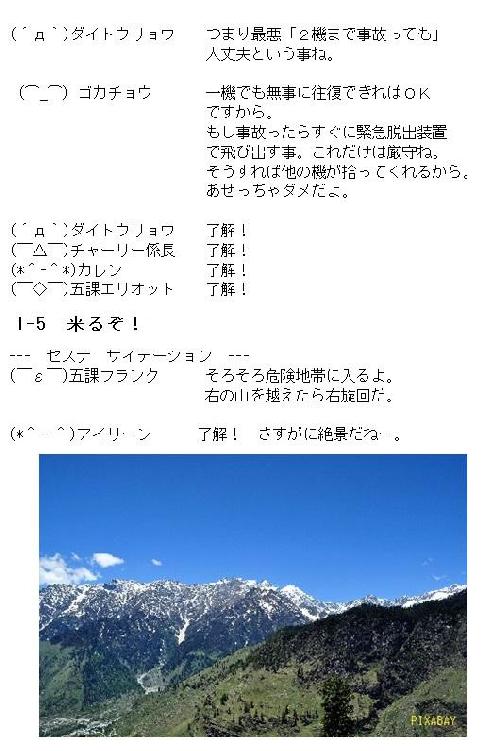 (´д｀)ダイトウリョウ　つまり最悪「２機まで事故っても」
人丈夫という事ね。
(⌒_⌒) ゴカチョウ　一機でも無事に往復できればＯＫ
ですから。
もし事故ったらすぐに緊急脱出装置
で飛び出す事。これだけは厳守ね。
そうすれば他の機が拾ってくれるから。
あせっちゃダメだよ。
(´д｀)ダイトウリョウ　了解！
(￣△￣)チャーリー係長　了解！
(*＾-＾*)カレン　了解！
(￣◇￣)五課エリオット　了解！
I-5　来るぞ！
---　セスナ　サイテーション　---
(￣ε￣)五課フランク　そろそろ危険地帯に入るよ。
右の山を越えたら右旋回だ。
(*＾-＾)アイリーン　了解！　さすがに絶景だねー。
PIXABAY